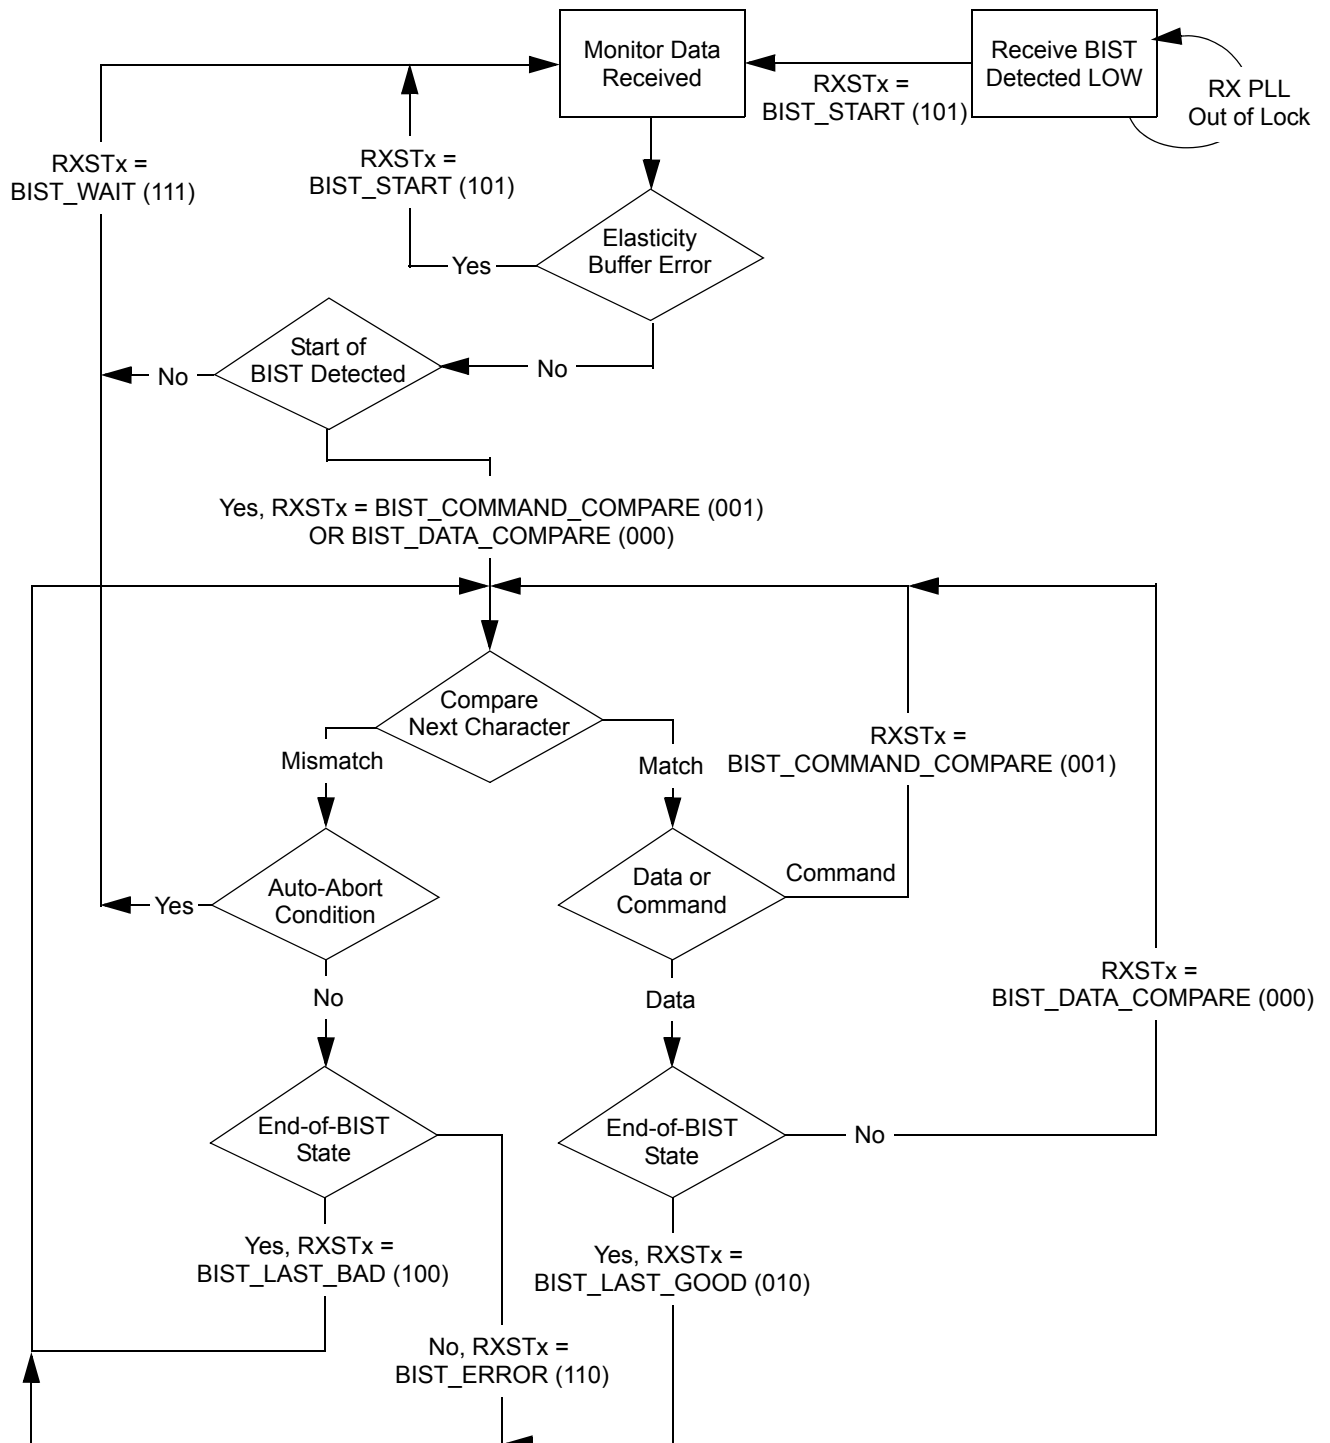 Monitor Data
Received
Receive BIST
Detected LOW
RX PLL
Out of Lock
RXSTx =
BIST_START (101)
RXSTx =
BIST_WAIT (111)
RXSTx =
BIST_START (101)
Elasticity
Buffer Error
Yes
No
Start of
BIST Detected
No
Yes, RXSTx = BIST_COMMAND_COMPARE (001)
OR BIST_DATA_COMPARE (000)
Compare
Next Character
Mismatch
Match
RXSTx =
BIST_COMMAND_COMPARE (001)
Auto-Abort
Condition
Yes
Data or
Command
Command
No
Data
RXSTx =
BIST_DATA_COMPARE (000)
End-of-BIST
State
End-of-BIST
State
No
Yes, RXSTx =
BIST_LAST_BAD (100)
Yes, RXSTx =
BIST_LAST_GOOD (010)
No, RXSTx =
BIST_ERROR (110)